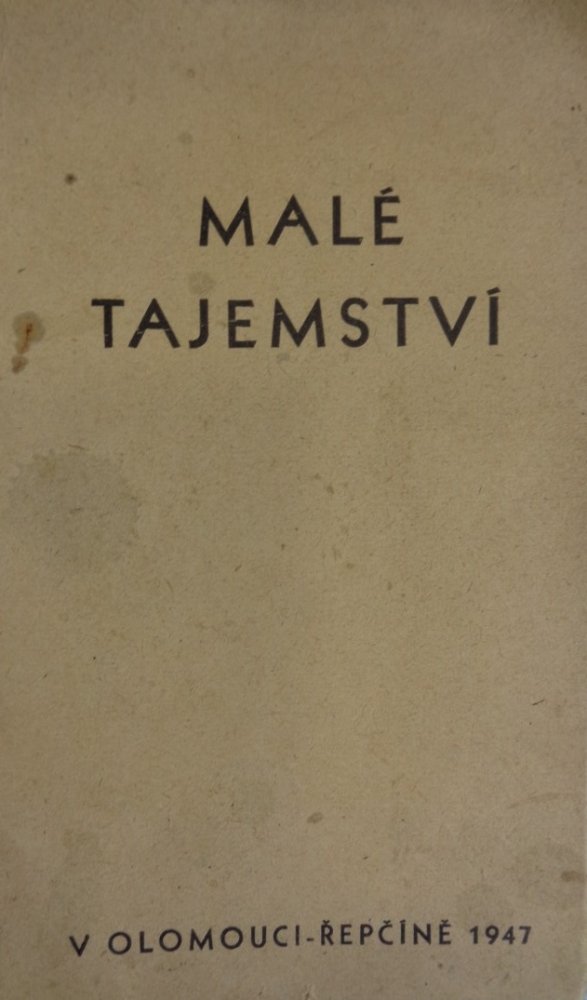 MALÉ
TAJEMSTVÍ
V OLOMOUCI-ŘEPČÍNĚ 1947